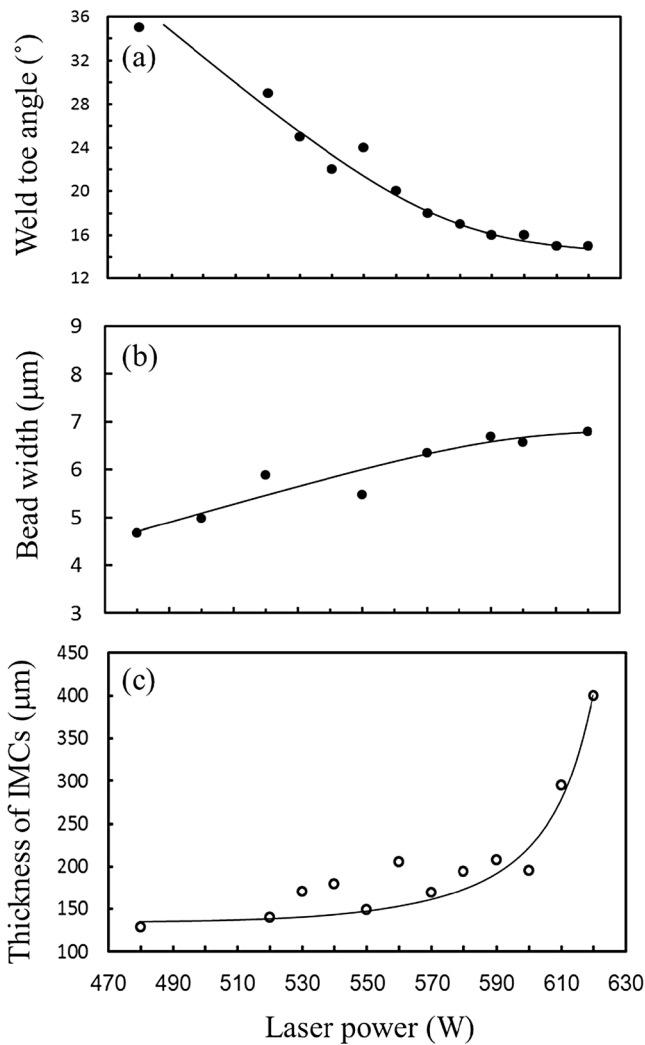 36
32
28
24
20
16
12
(a)
Weld toe angle (˚)
9
8
7
6
5
4
3
(b)
Bead width (μm)
450
400
350
300
250
200
150
100
(c)
Thickness of IMCs (μm)
470 490 510 530 550 570 590 610 630
Laser power (W)